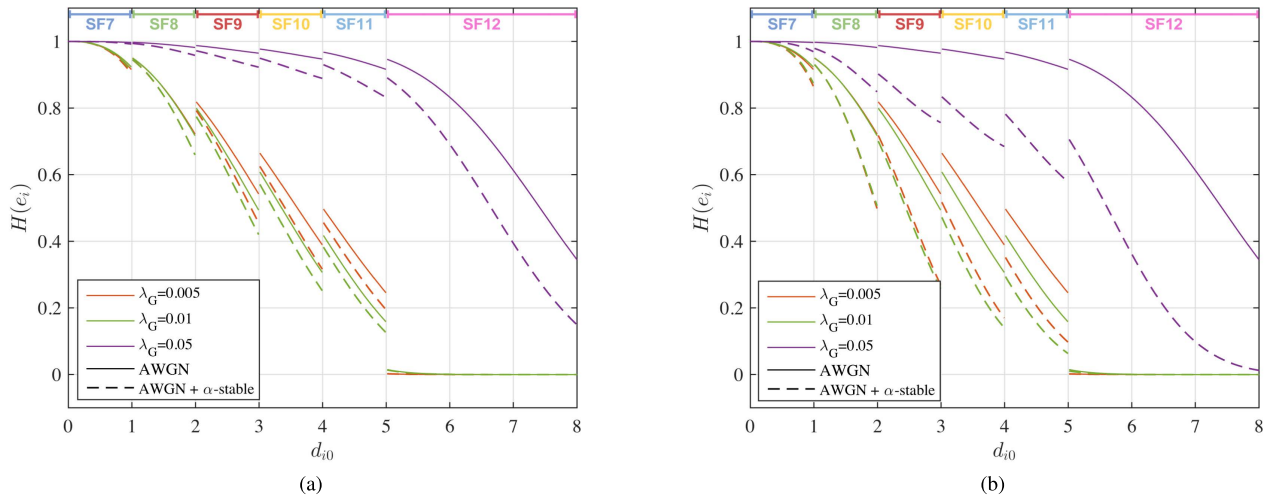 SF7 SF8 SF9 SF10 SF11 SF12
1
0.8
0.6
0.4
0.2
0
H(e_i)
λ_G=0.005
λ_G=0.01
λ_G=0.05
AWGN
AWGN + α-stable
0 1 2 3 4 5 6 7 8
d_{i0}
(a)
SF7 SF8 SF9 SF10 SF11 SF12
1
0.8
0.6
0.4
0.2
0
H(e_i)
λ_G=0.005
λ_G=0.01
λ_G=0.05
AWGN
AWGN + α-stable
0 1 2 3 4 5 6 7 8
d_{i0}
(b)